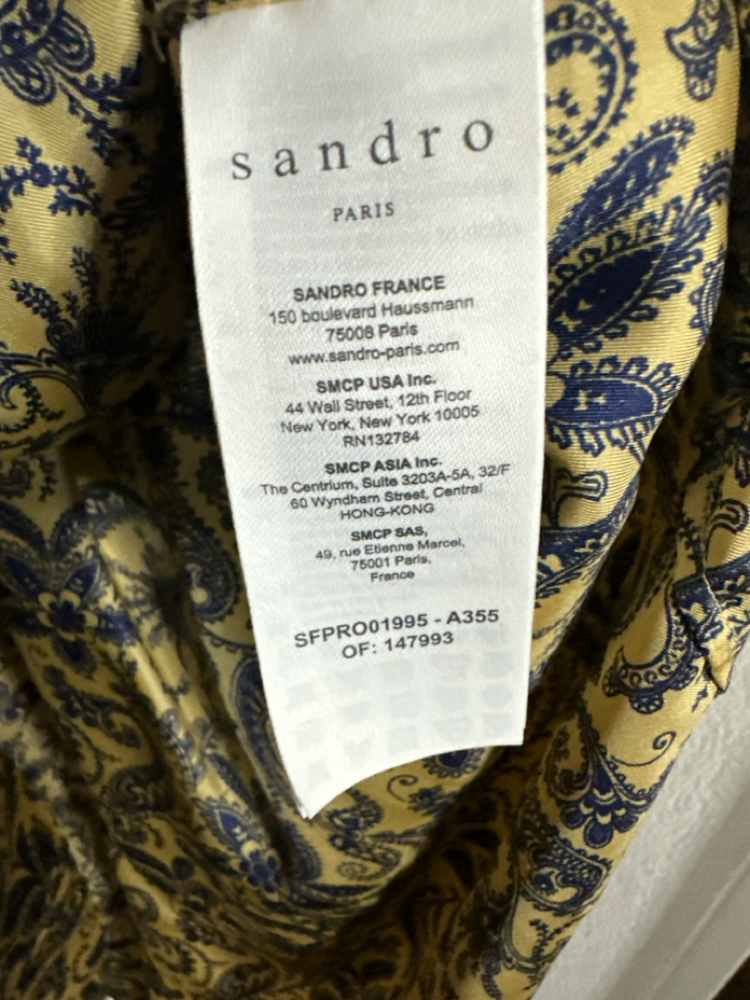 sandro
PARIS
SANDRO FRANCE
150 boulevard Haussmann
75008 Paris
www.sandro-paris.com
SMCP USA Inc.
44 Wall Street, 12th Floor
New York, New York 10005
RN132784
SMCP ASIA Inc.
The Centrium, Suite 3203A-5A, 32/F
60 Wyndham Street, Central
HONG-KONG
SMCP SAS,
49, rue Etienne Marcel,
75001 Paris,
France
SFPRO01995 - A355
OF: 147993